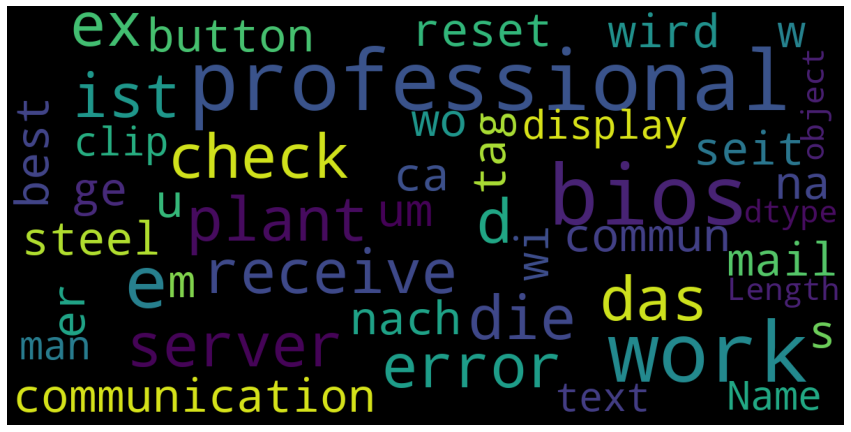 ex button reset wird w
ist professional object
best clip check wo tag display seit
ge u ca na
steel plant um d bios dtype
e m receive wi commun mail
er das Length
man server nach die work s
communication error text Name